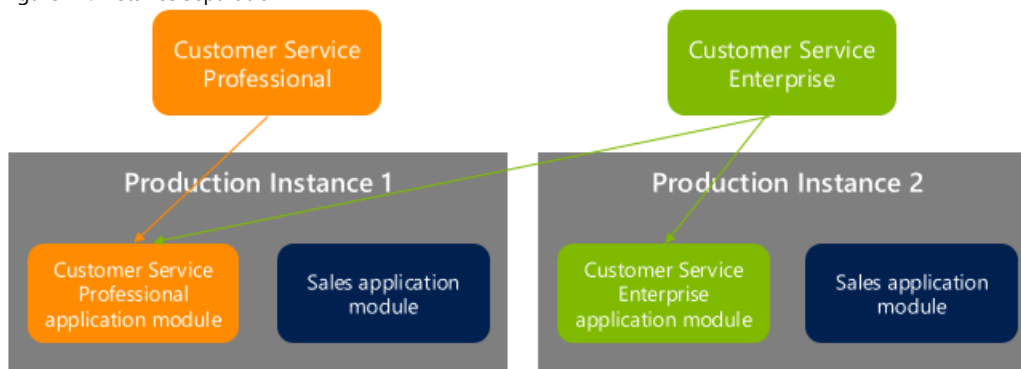 Customer Service
Professional
Customer Service
Enterprise
Production Instance 1
Production Instance 2
Customer Service
Professional
application module
Sales application
module
Customer Service
Enterprise
application module
Sales application
module